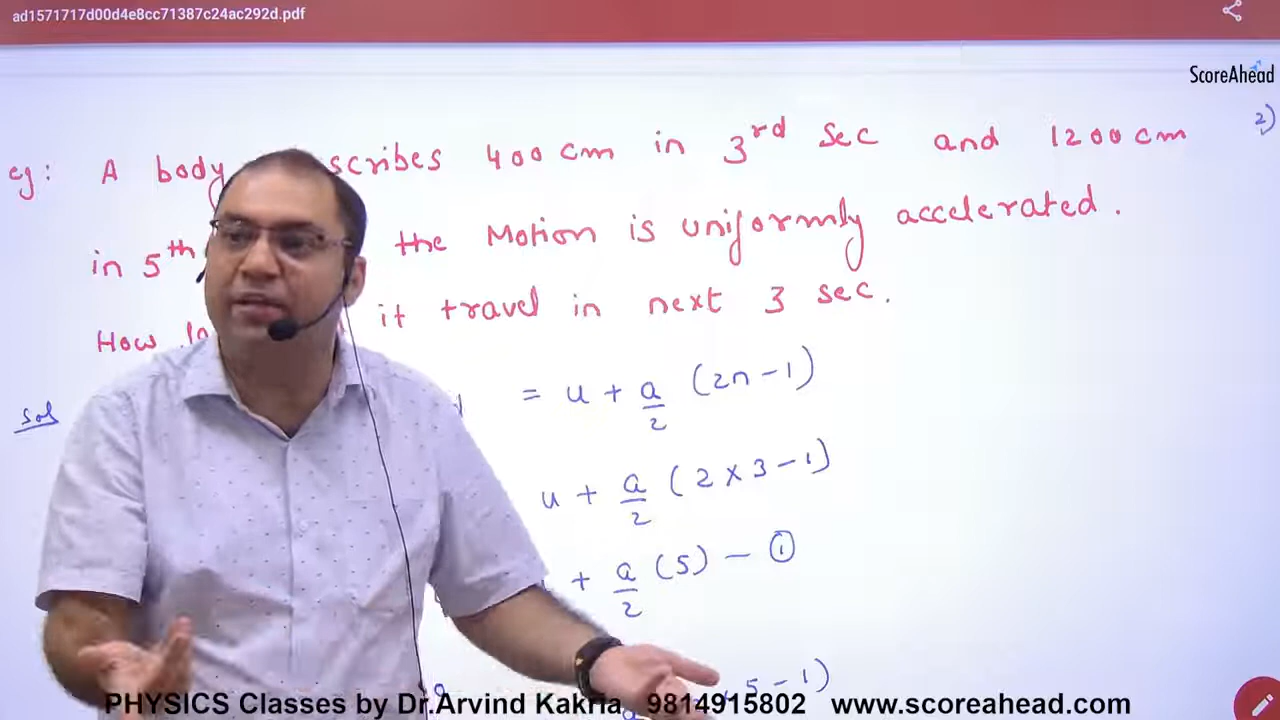 ad1571717d00d4e8cc71387c24ac292d.pdf
ScoreAhead
eg: A body scribes 400 cm in 3rd Sec and 1200 cm
2)
in 5th the Motion is uniformly accelerated.
How it travel in next 3 sec.
Sol
= u + a/2 (2n-1)
u + a/2 (2 × 3 - 1)
+ a/2 (5) - ①
5 - 1)
PHYSICS Classes by Dr.Arvind Kakria 9814915802 www.scoreahead.com